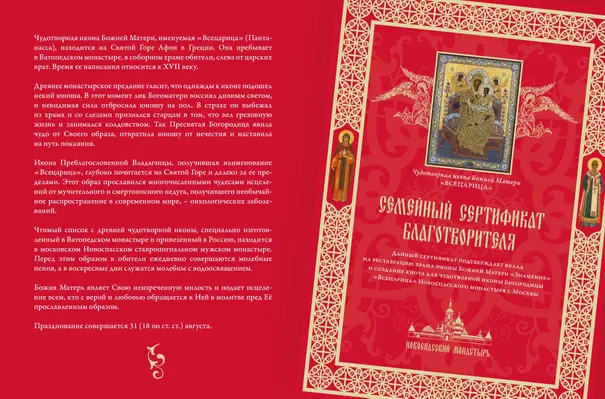 Чудотворная икона Божией Матери, именуемая «Всецарица» (Панта-
насса), находится на Святой Горе Афон в Греции. Она пребывает
в Ватопедском монастыре, в соборном храме обители, слева от царских
врат. Время ее написания относится к XVII веку.
Древнее монастырское предание гласит, что однажды к иконе подошел
некий юноша. В этот момент лик Богоматери воссиял дивным светом,
и невидимая сила отбросила юношу на пол. В страхе он выбежал
из храма и со слезами признался старцам в том, что вел греховную
жизнь и занимался колдовством. Так Пресвятая Богородица явила
чудо от Своего образа, отвратила юношу от нечестия и наставила
на путь покаяния.
Икона Преблагословенной Владычицы, получившая наименование
«Всецарица», глубоко почитается на Святой Горе и далеко за ее пре-
делами. Этот образ прославился многочисленными чудесами исцеле-
ний от мучительного и смертоносного недуга, получившего необычай-
ное распространение в современном мире, – онкологических заболе-
ваний.
Чтимый список с древней чудотворной иконы, специально изготов-
ленный в Ватопедском монастыре и привезенный в Россию, находится
в московском Новоспасском ставропигиальном мужском монастыре.
Перед этим образом в обители ежедневно совершаются молебные
пения, а в воскресные дни служатся молебны с водосвящением.
Божия Матерь являет Свою неизреченную милость и подает исцеле-
ние всем, кто с верой и любовью обращается к Ней в молитве пред Её
прославленным образом.
Празднование совершается 31 (18 по ст. ст.) августа.
Чудотворная икона Божией Матери
«ВСЕЦАРИЦА»
СЕМЕЙНЫЙ СЕРТИФИКАТ
БЛАГОТВОРИТЕЛЯ
Данный сертификат подтверждает вклад
на реставрацию храма иконы Божией Матери «Знамение»
и создание киота для чудотворной иконы Богородицы
«Всецарица» Новоспасского монастыря г. Москвы
НОВОСПАССКИЙ МОНАСТЫРЬ